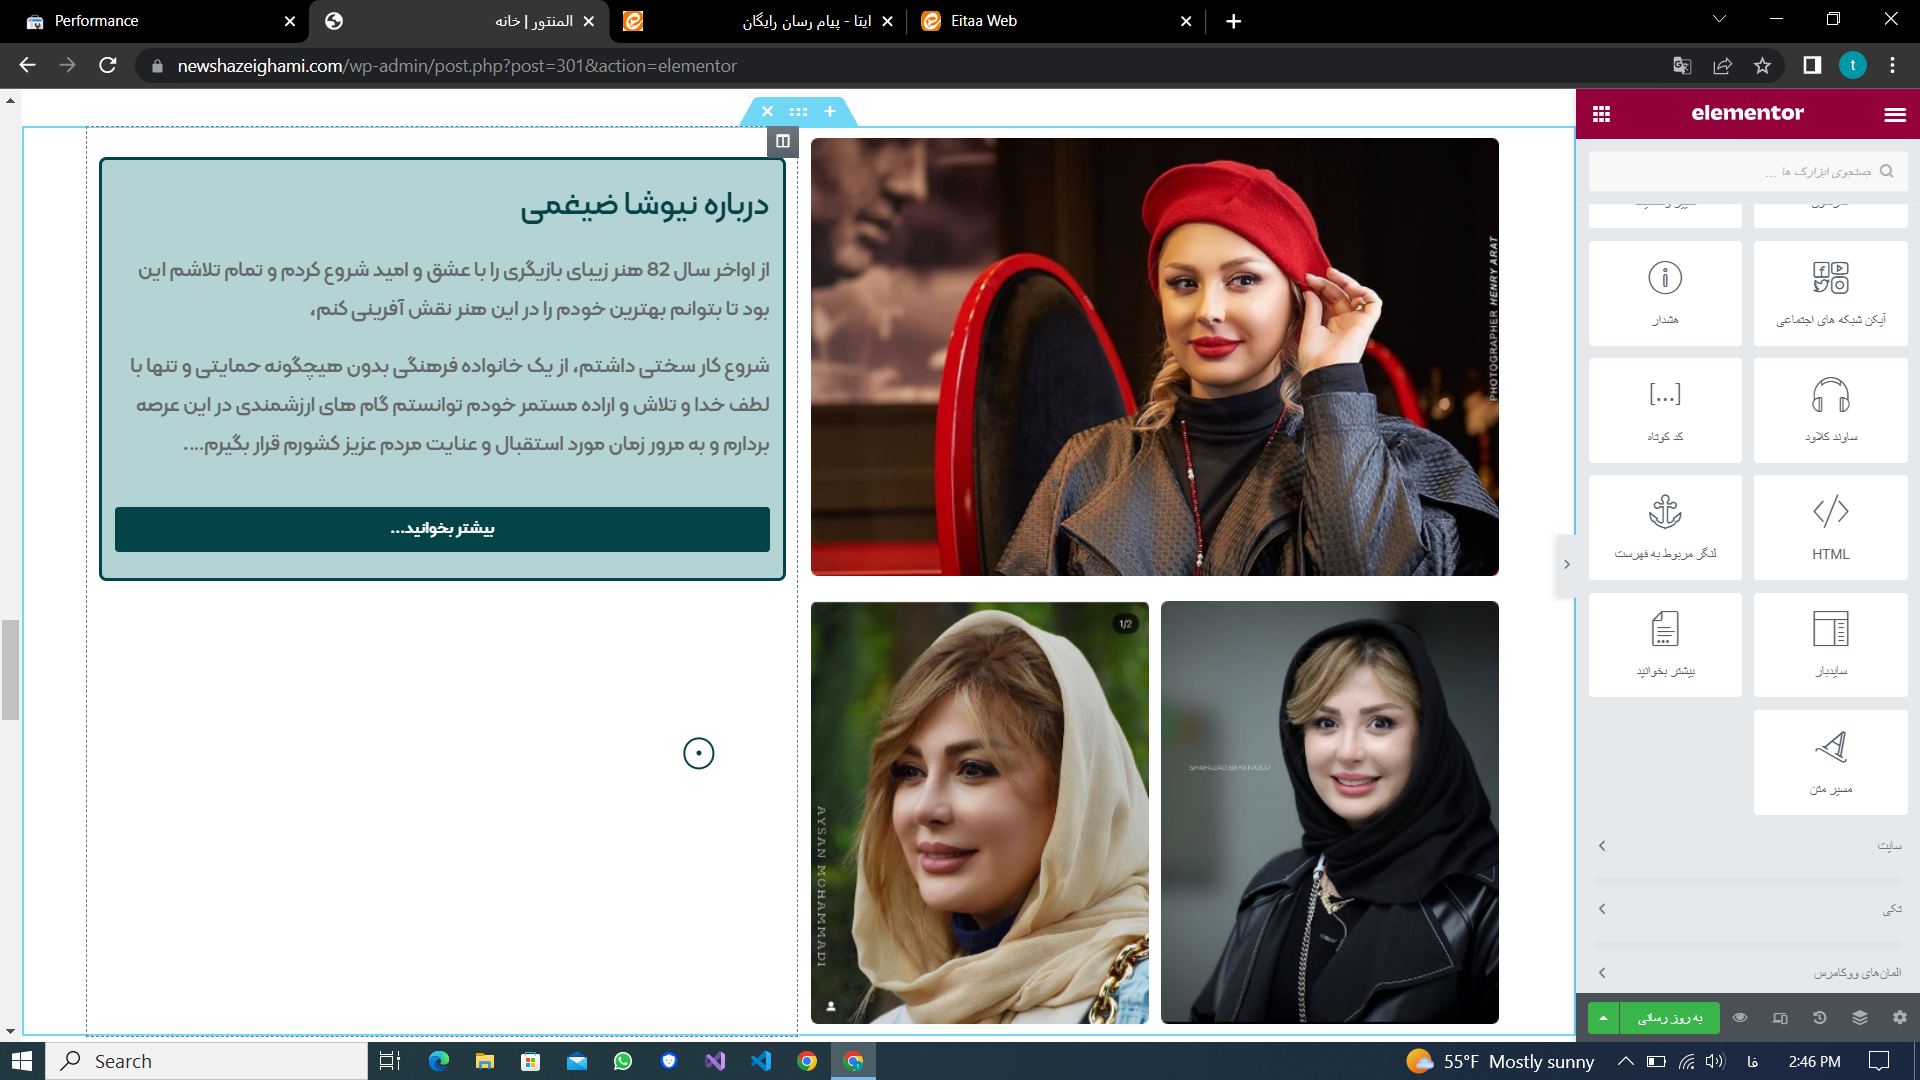 Performance
المنتور | خانه
ایتا - پیام رسان رایگان
Eitaa Web
newshazeighami.com/wp-admin/post.php?post=301&action=elementor
elementor
جستجوی ابزارک ها ...
درباره نیوشا ضیغمی
از اواخر سال 82 هنر زیبای بازیگری را با عشق و امید شروع کردم و تمام تلاشم این
بود تا بتوانم بهترین خودم را در این هنر نقش آفرینی کنم،
شروع کار سختی داشتم، از یک خانواده فرهنگی بدون هیچگونه حمایتی و تنها با
لطف خدا و تلاش و اراده مستمر خودم توانستم گام های ارزشمندی در این عرصه
بردارم و به مرور زمان مورد استقبال و عنایت مردم عزیز کشورم قرار بگیرم....
بیشتر بخوانید...
PHOTOGRAPHER HENRY ARAT
1/2
AYSAN MOHAMMADI
SHAHRZAD BAYATPOUR
آیکن شبکه های اجتماعی
هشدار
ساوند کلاود
کد کوتاه
HTML
لنگر مربوط به فهرست
سایدبار
بیشتر بخوانید
مسیر متن
سایت
تکی
المان‌های ووکامرس
به روز رسانی
Search
55°F Mostly sunny
فا
2:46 PM
t